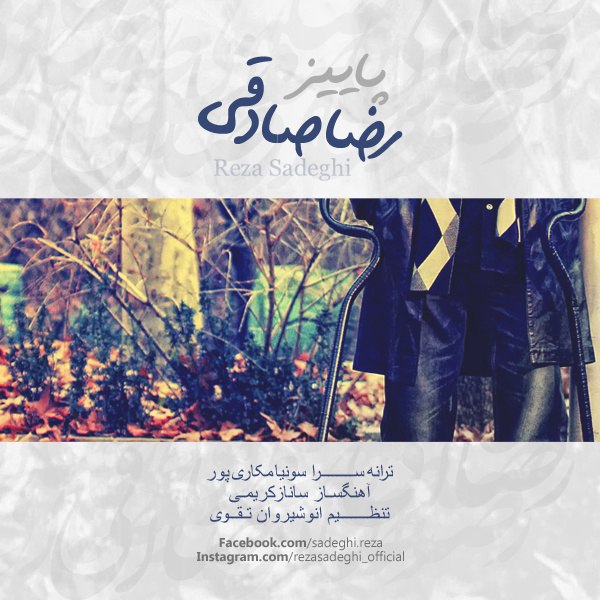 پاییز
رضا صادقی
Reza Sadeghi
ترانه سرا سونیا مکاری پور
آهنگساز ساناز کریمی
تنظیم انوشیروان تقوی
Facebook.com/sadeghi.reza
Instagram.com/rezasadeghi_official